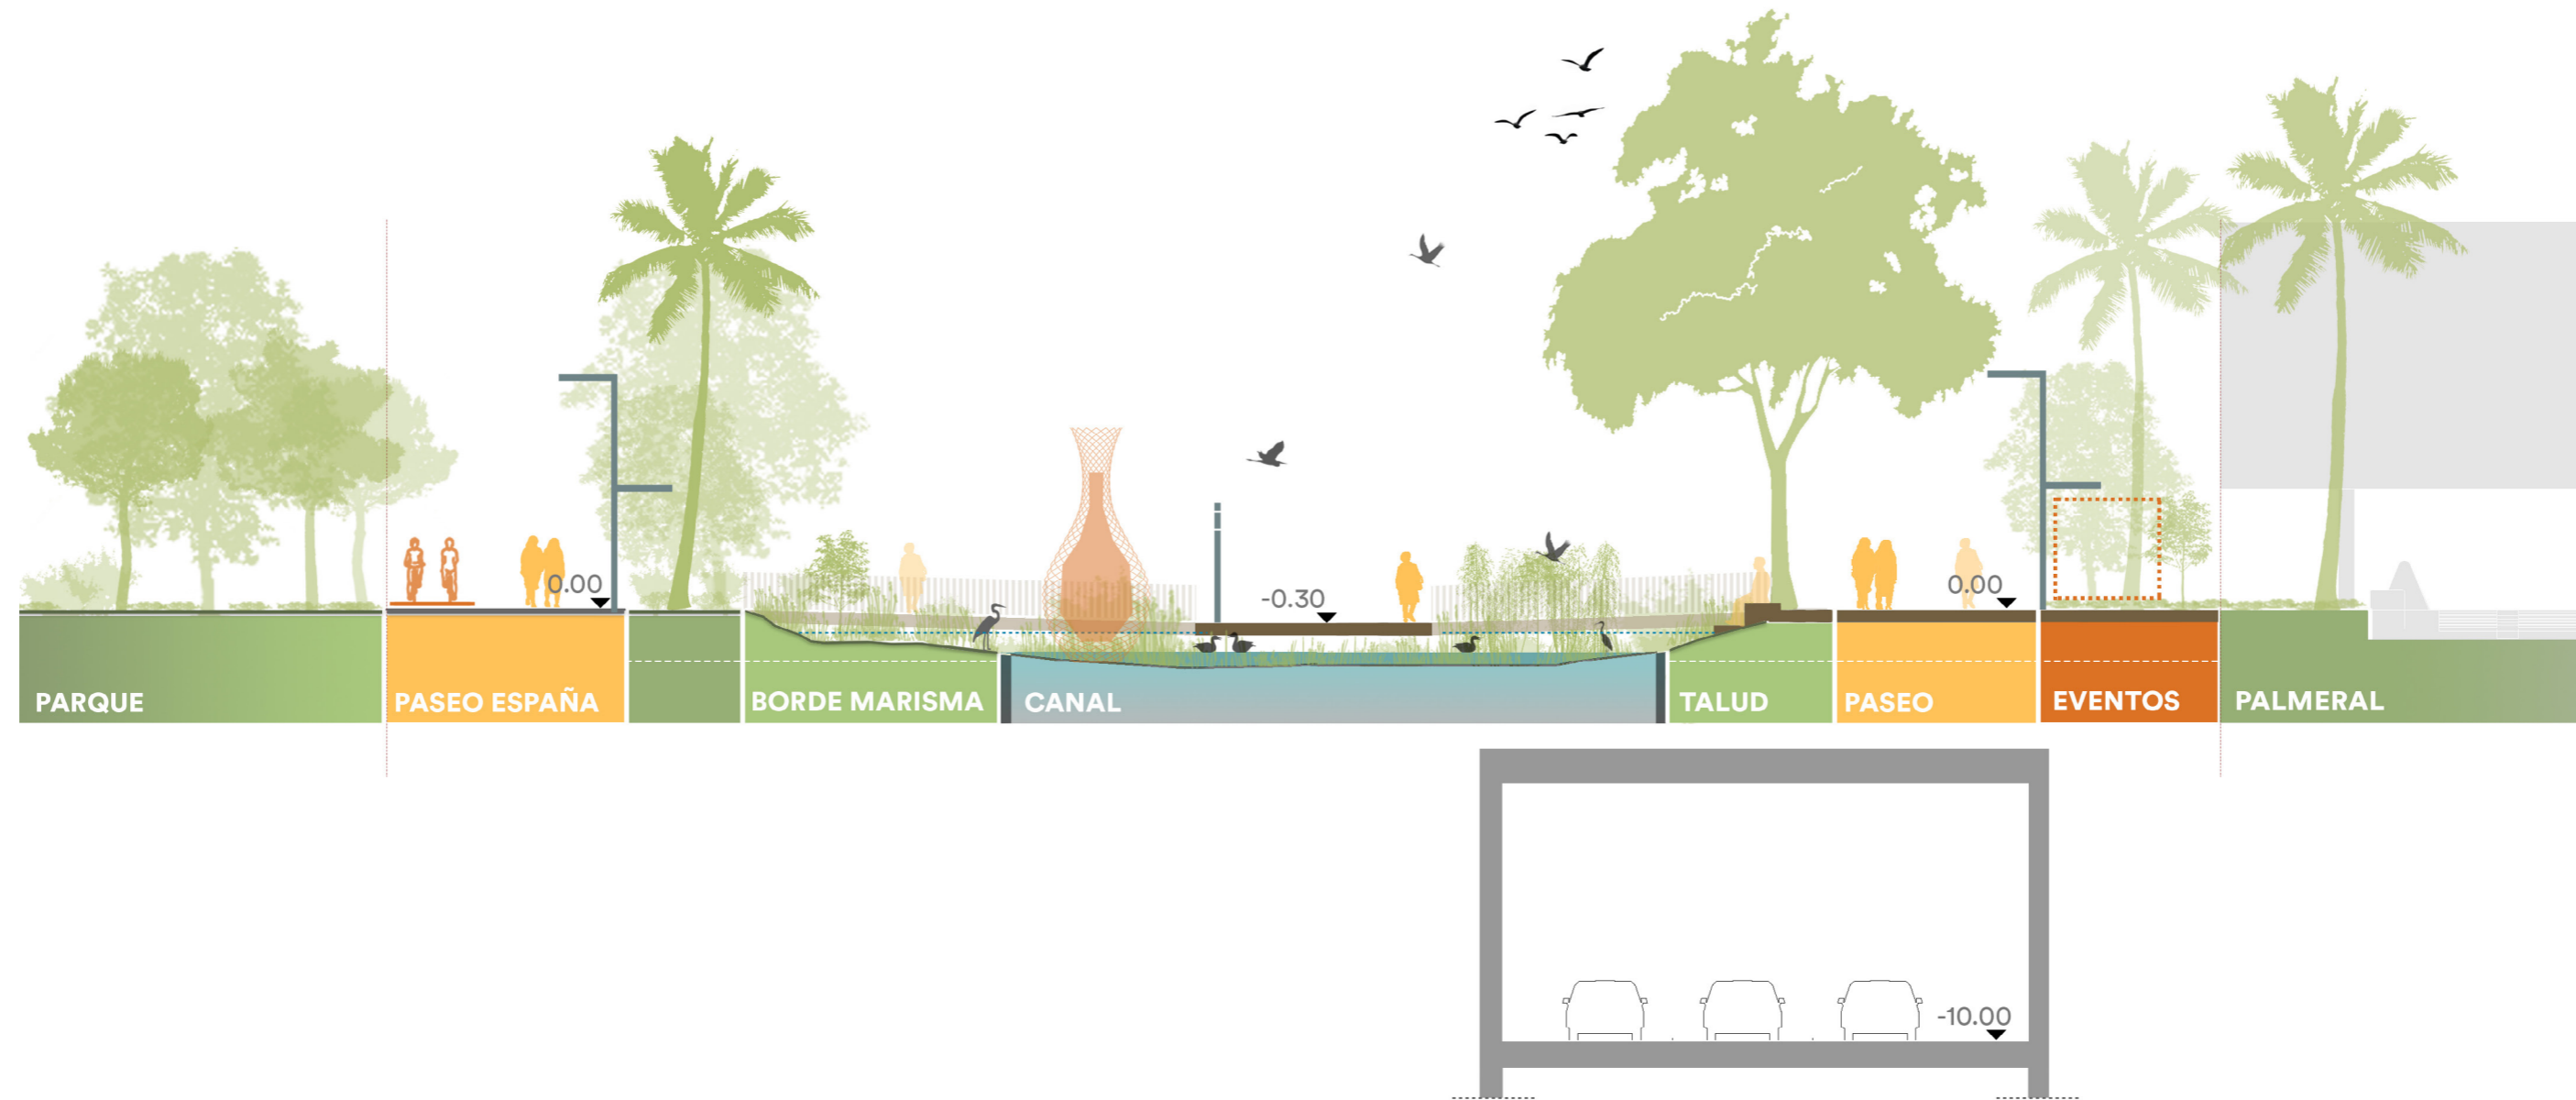 0.00
-0.30
0.00
PARQUE
PASEO ESPAÑA
BORDE MARISMA
CANAL
TALUD
PASEO
EVENTOS
PALMERAL
-10.00